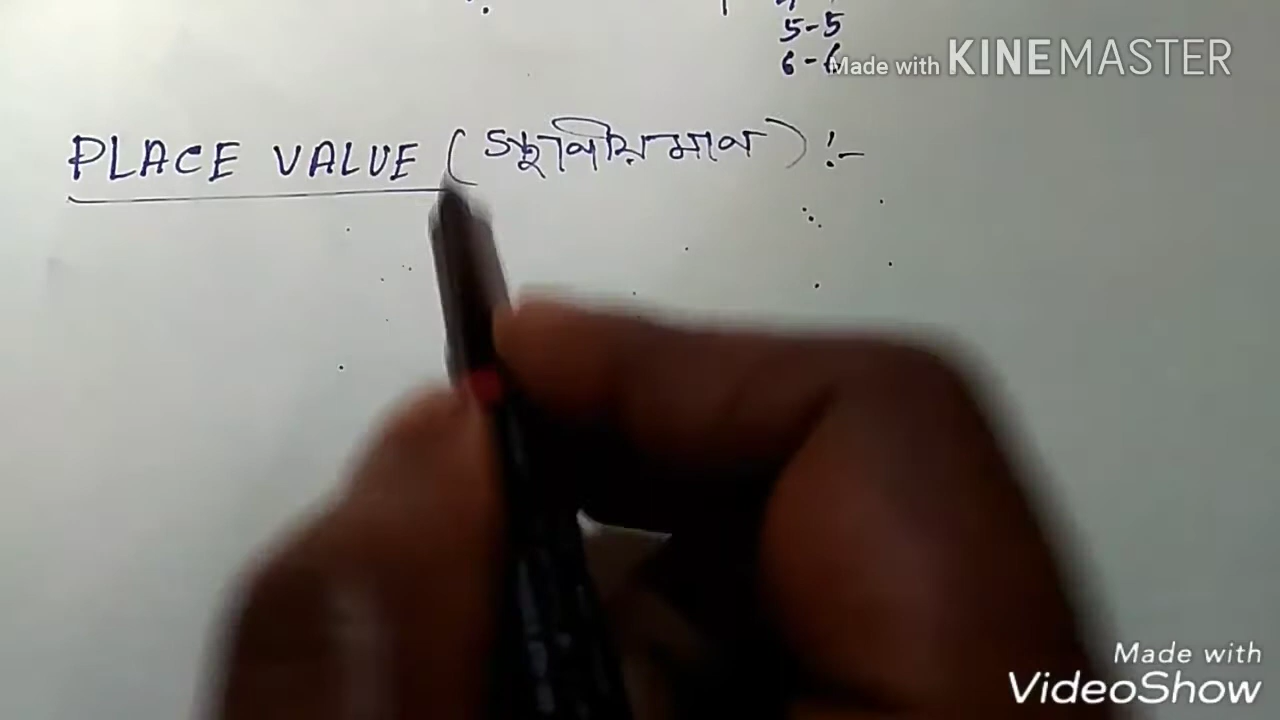 5-5
6-6
Made with KINEMASTER
PLACE VALUE (স্থানীয় মান) :-
Made with
VideoShow